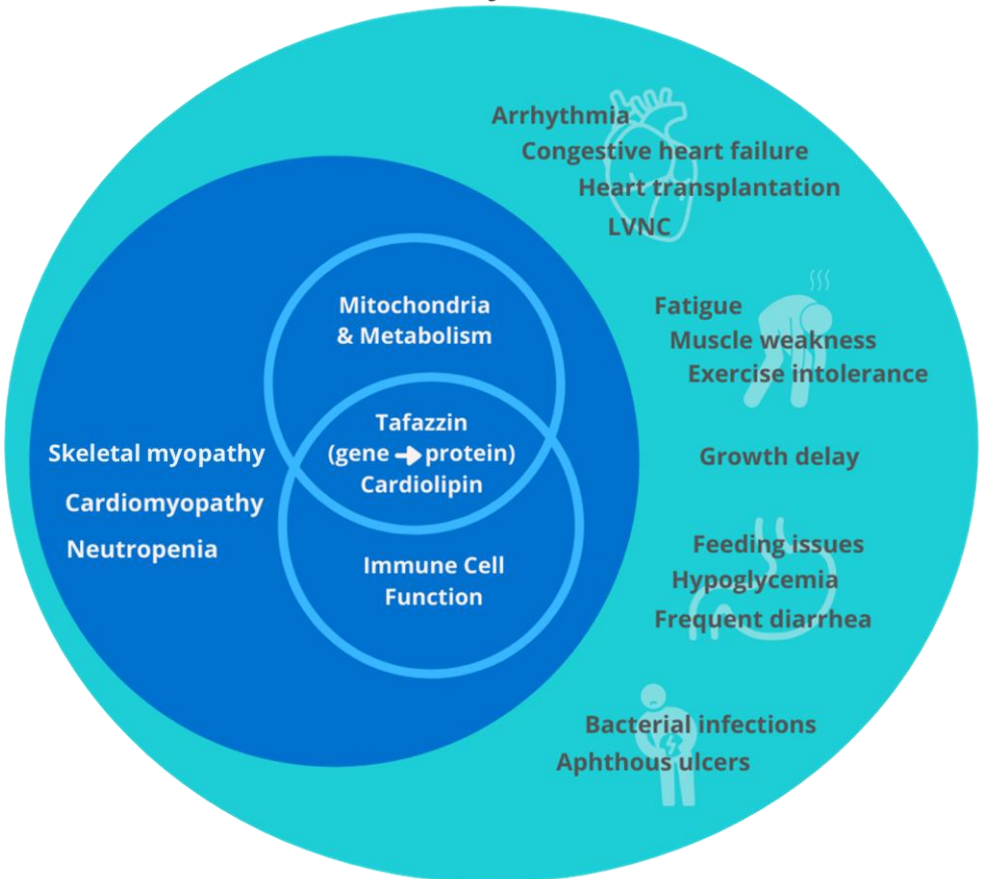 Arrhythmia
Congestive heart failure
Heart transplantation
LVNC
Mitochondria
& Metabolism
Fatigue
Muscle weakness
Exercise intolerance
Tafazzin
(gene → protein)
Cardiolipin
Skeletal myopathy
Cardiomyopathy
Neutropenia
Growth delay
Immune Cell
Function
Feeding issues
Hypoglycemia
Frequent diarrhea
Bacterial infections
Aphthous ulcers